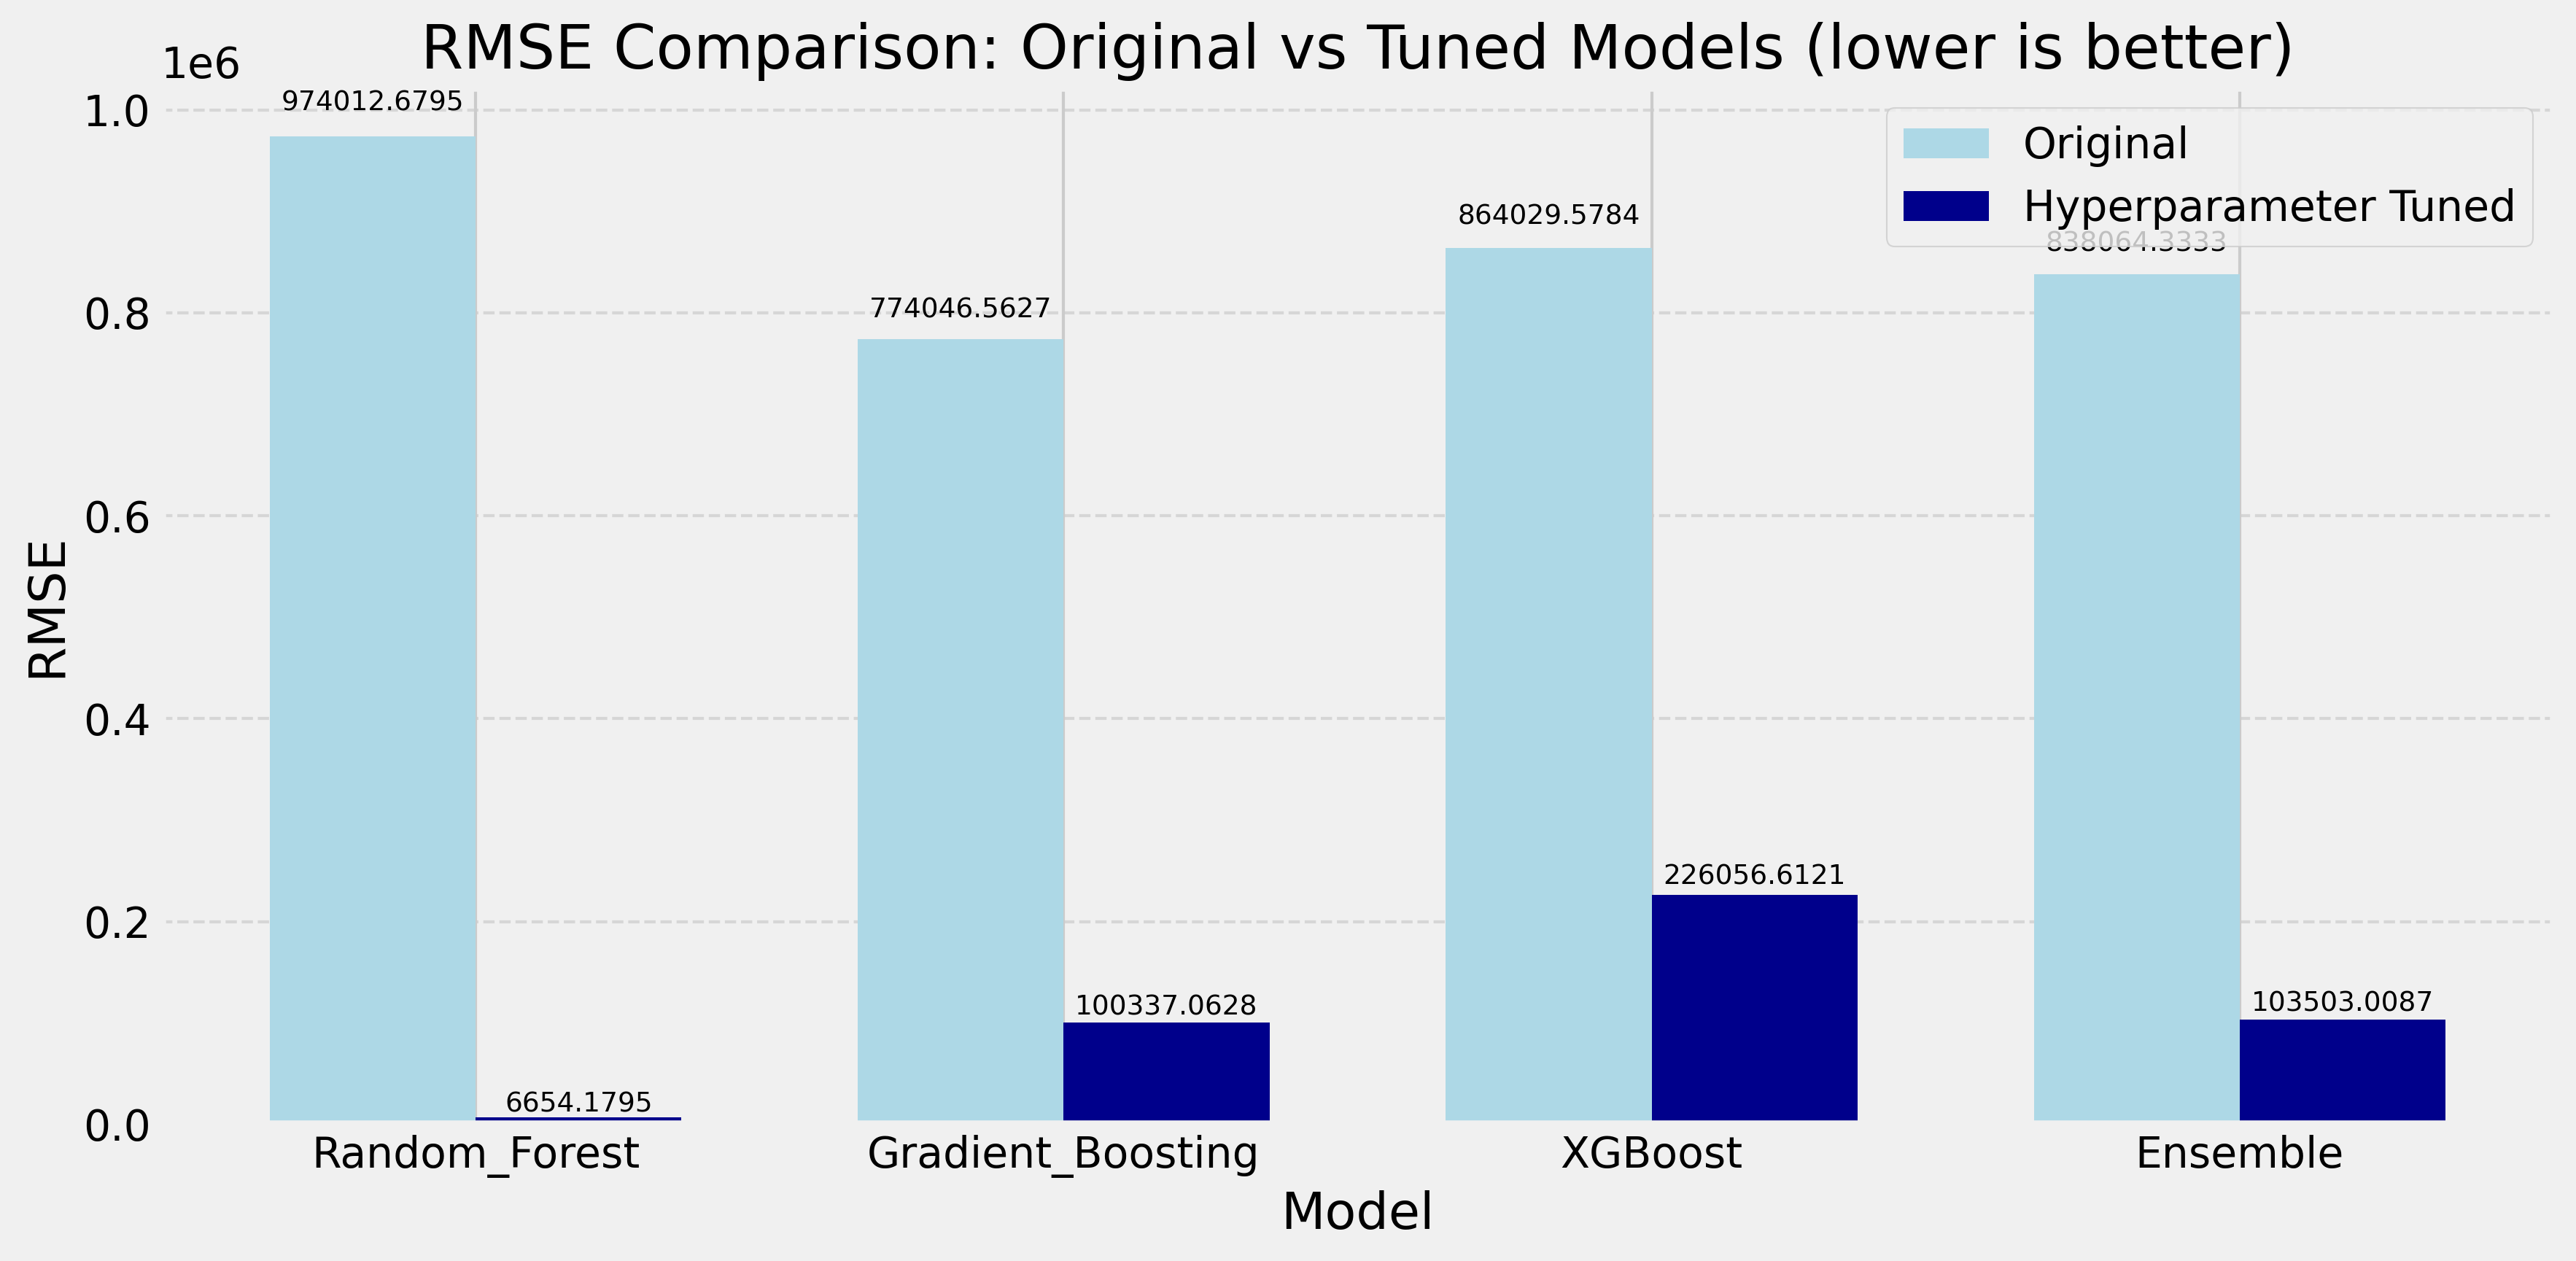 RMSE Comparison: Original vs Tuned Models (lower is better)
1e6
1.0
0.8
0.6
0.4
0.2
0.0
RMSE
974012.6795
6654.1795
774046.5627
100337.0628
864029.5784
226056.6121
838064.3333
103503.0087
Original
Hyperparameter Tuned
Random_Forest
Gradient_Boosting
XGBoost
Ensemble
Model